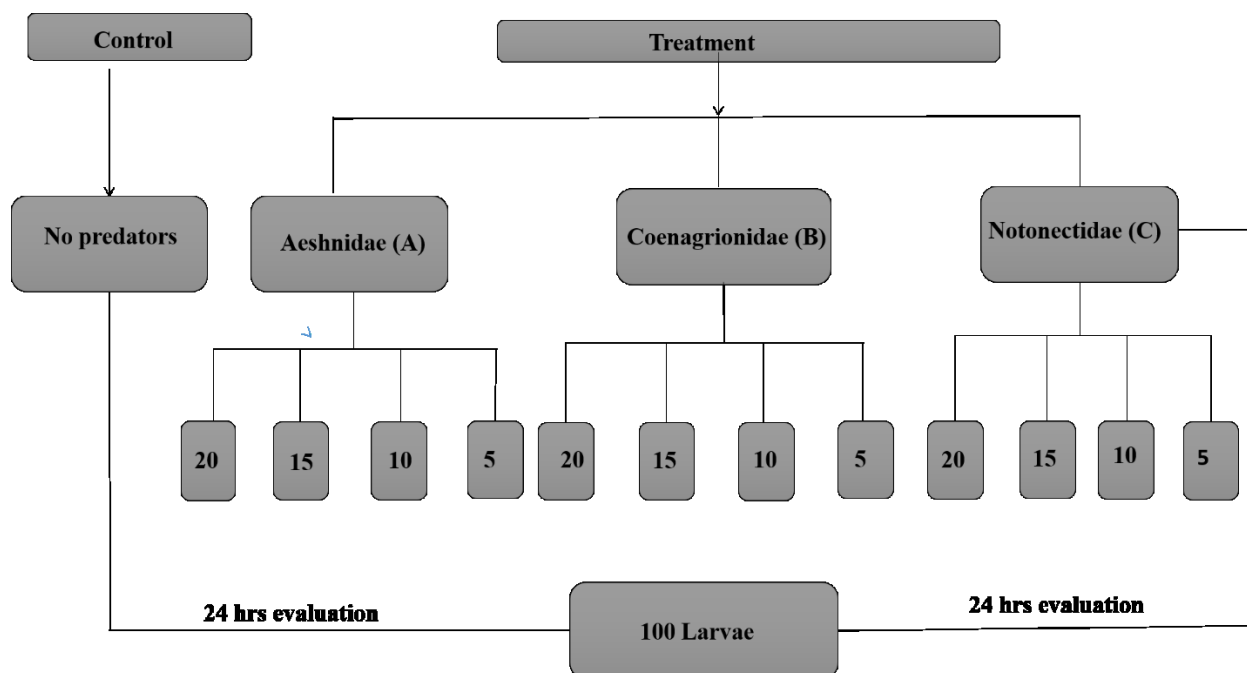 Control
Treatment
No predators
Aeshnidae (A)
Coenagrionidae (B)
Notonectidae (C)
20
15
10
5
20
15
10
5
20
15
10
5
24 hrs evaluation
100 Larvae
24 hrs evaluation